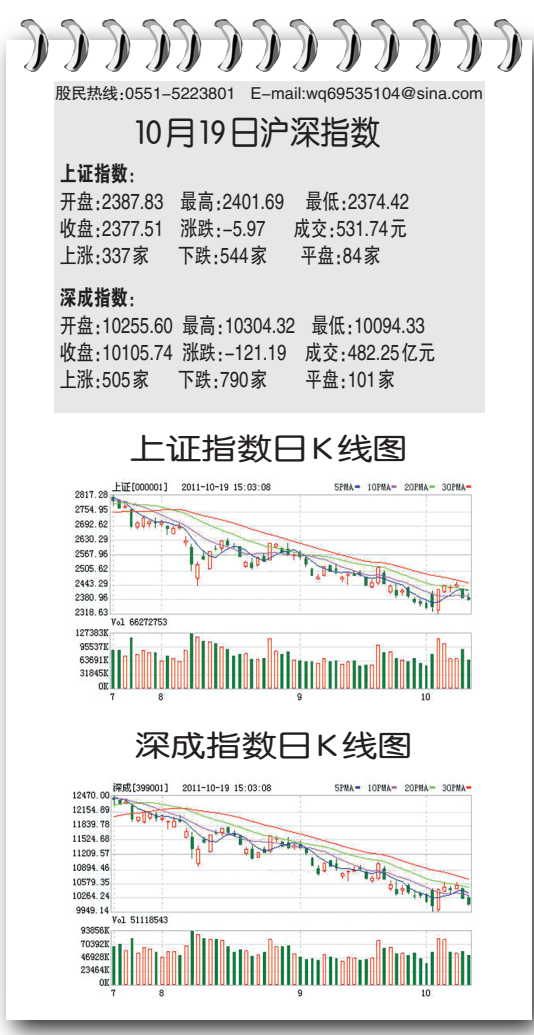 股民热线:0551-5223801 E-mail:wq69535104@sina.com
10月19日沪深指数
上证指数:
开盘:2387.83 最高:2401.69 最低:2374.42
收盘:2377.51 涨跌:-5.97 成交:531.74元
上涨:337家 下跌:544家 平盘:84家
深成指数:
开盘:10255.60 最高:10304.32 最低:10094.33
收盘:10105.74 涨跌:-121.19 成交:482.25亿元
上涨:505家 下跌:790家 平盘:101家
上证指数日K线图
上证[000001] 2011-10-19 15:03:08 5PMA 10PMA 20PMA 30PMA
2817.28
2754.95
2692.62
2630.29
2567.96
2505.62
2443.29
2380.96
2318.63
Vol 66272753
127383K
95537K
63691K
31845K
0K
7 8 9 10
深成指数日K线图
深成[399001] 2011-10-19 15:03:08 5PMA 10PMA 20PMA 30PMA
12470.00
12154.89
11839.78
11524.68
11209.57
10894.46
10579.35
10264.24
9949.14
Vol 51118543
93856K
70392K
46928K
23464K
0K
7 8 9 10